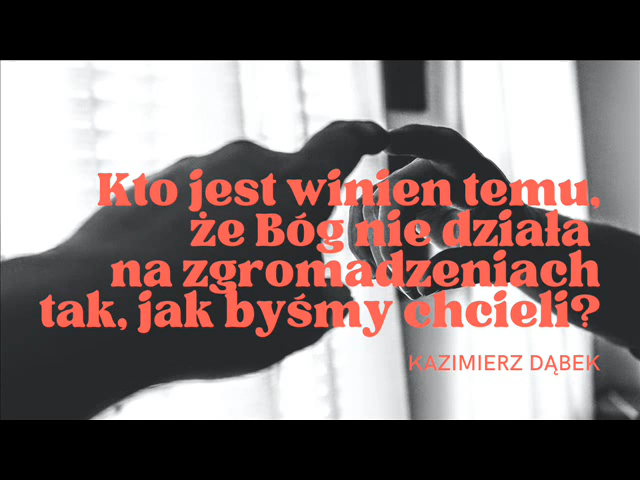 Kto jest winien temu,
że Bóg nie działa
na zgromadzeniach
tak, jak byśmy chcieli?
KAZIMIERZ DĄBEK